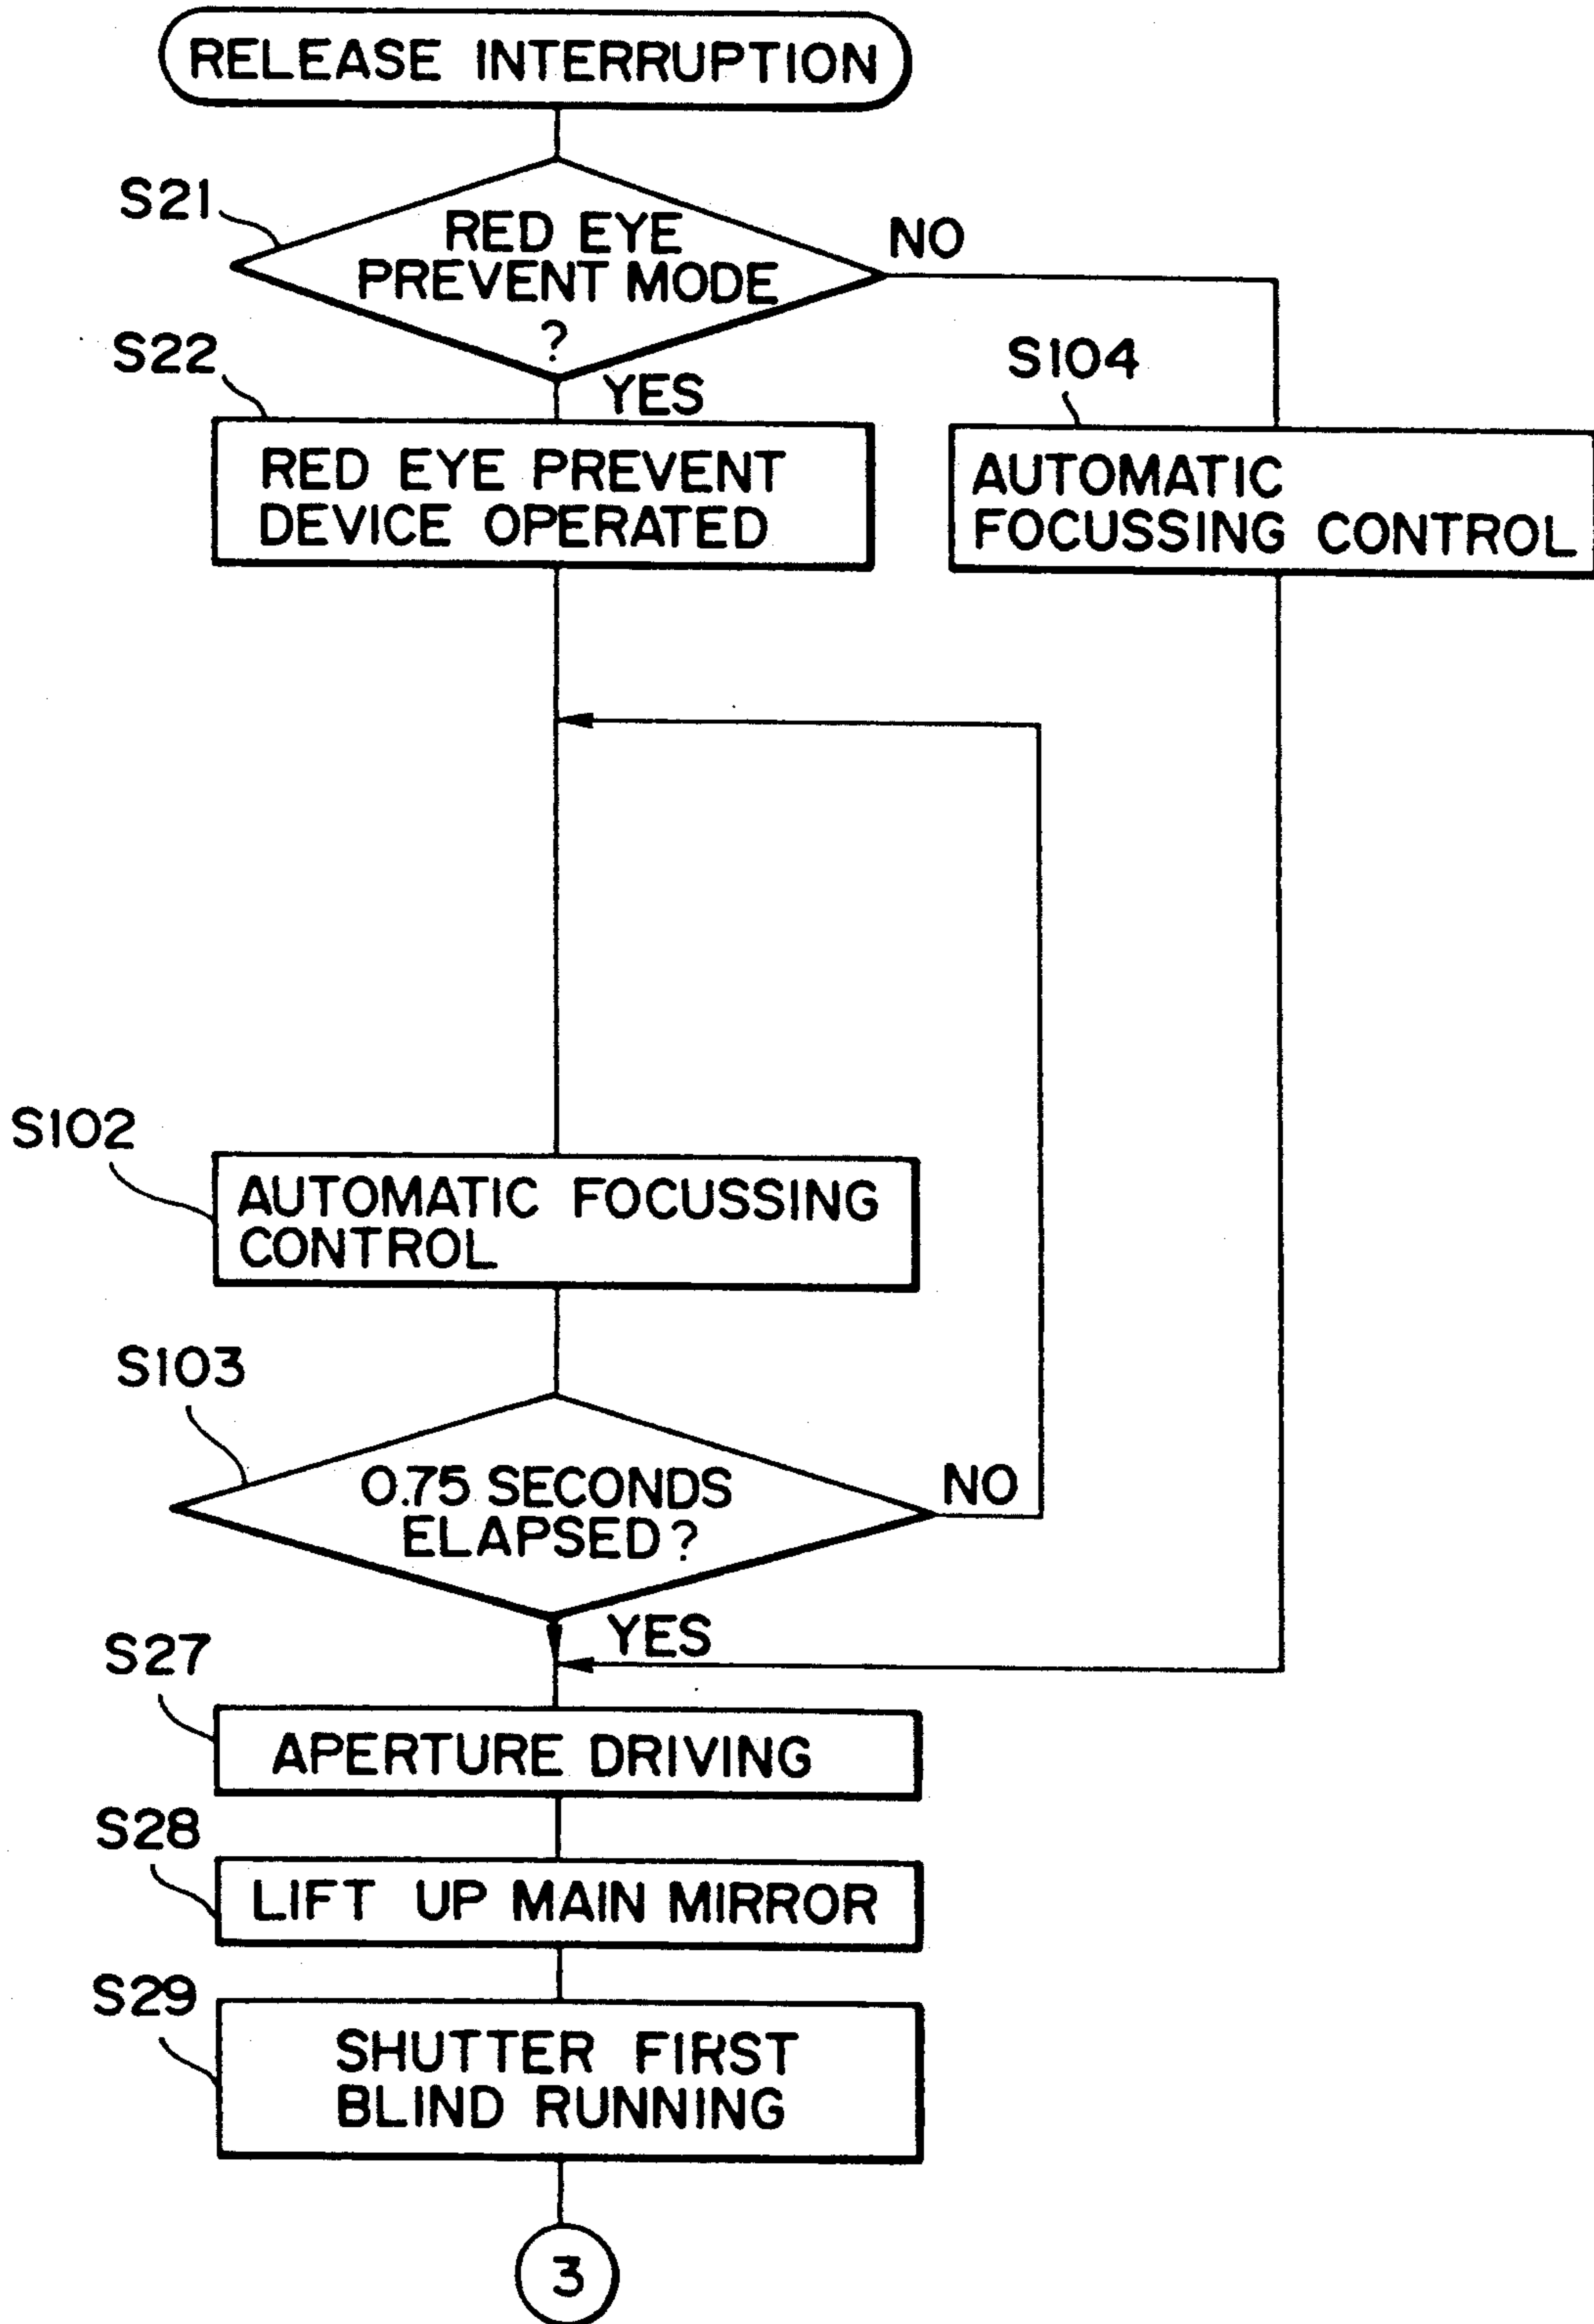 RELEASE INTERRUPTION
S21
RED EYE
PREVENT MODE
?
NO
S22
YES
S104
RED EYE PREVENT
DEVICE OPERATED
AUTOMATIC
FOCUSSING CONTROL
S102
AUTOMATIC FOCUSSING
CONTROL
S103
0.75 SECONDS
ELAPSED?
NO
YES
S27
APERTURE DRIVING
S28
LIFT UP MAIN MIRROR
S29
SHUTTER FIRST
BLIND RUNNING
3